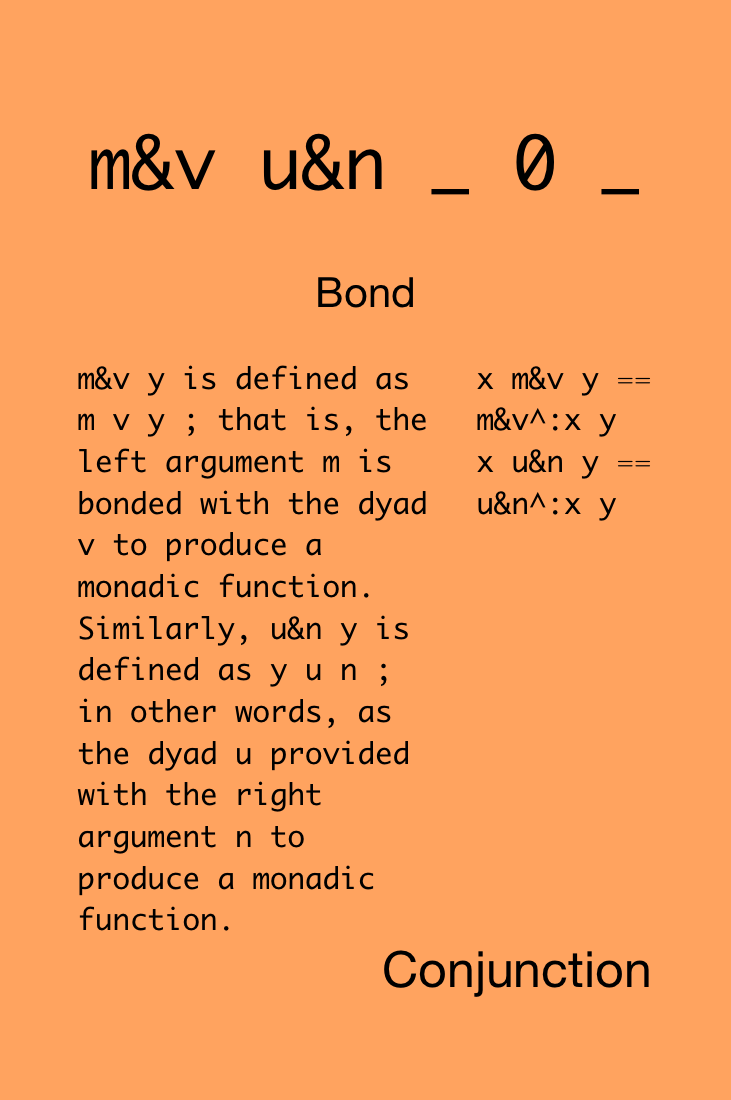 m&v u&n _ 0 _
Bond
m&v y is defined as
m v y ; that is, the
left argument m is
bonded with the dyad
v to produce a
monadic function.
Similarly, u&n y is
defined as y u n ;
in other words, as
the dyad u provided
with the right
argument n to
produce a monadic
function.
x m&v y ==
m&v^:x y
x u&n y ==
u&n^:x y
Conjunction